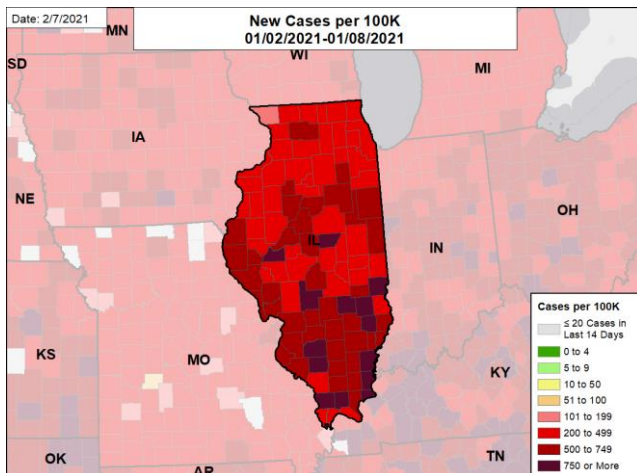 Date: 2/7/2021
New Cases per 100K
01/02/2021-01/08/2021
MN
WI
SD
MI
IA
NE
OH
IL
IN
KS
MO
KY
OK
AR
TN
Cases per 100K
≤ 20 Cases in
Last 14 Days
0 to 4
5 to 9
10 to 50
51 to 100
101 to 199
200 to 499
500 to 749
750 or More